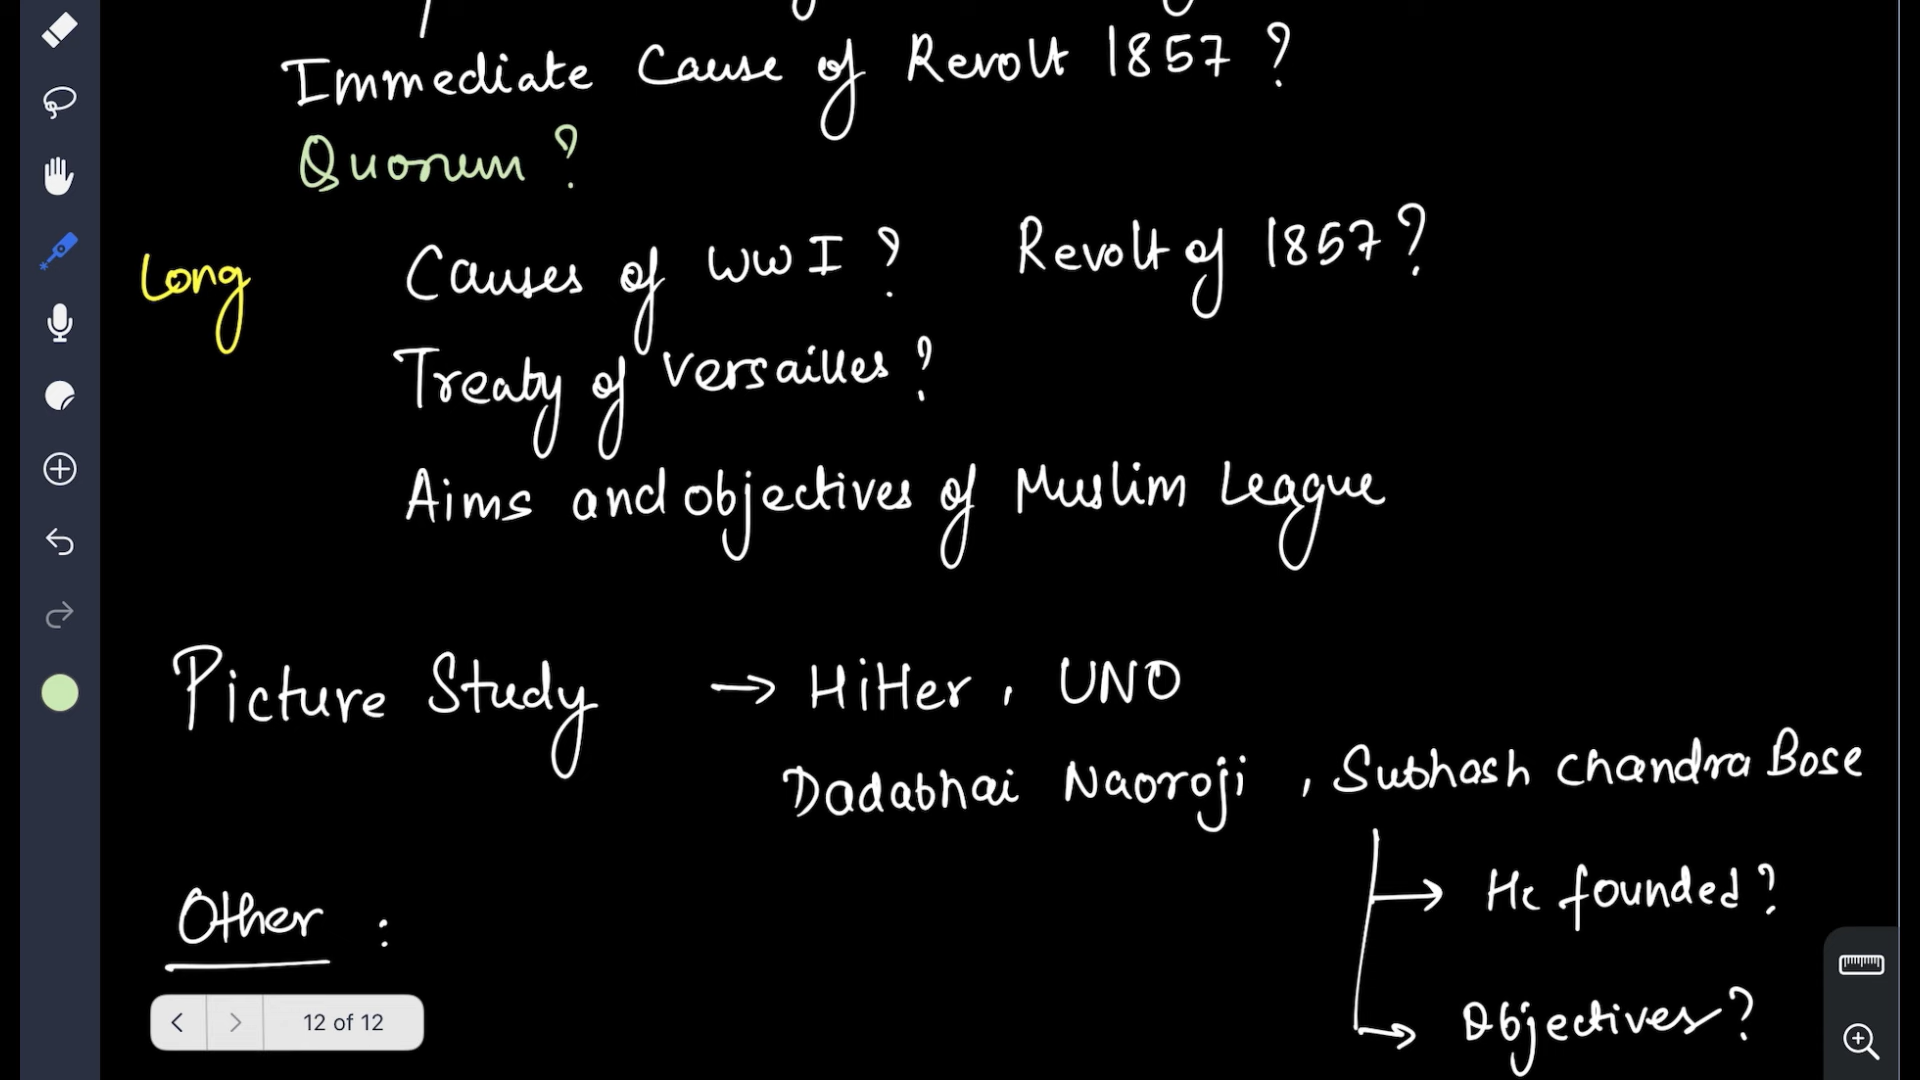 Immediate Cause of Revolt 1857 ?
Quorum ?
Long
Causes of WW I ? Revolt of 1857 ?
Treaty of Versailles ?
Aims and objectives of Muslim League
Picture Study → Hitler , UNO
Dadabhai Naoroji , Subhash Chandra Bose
→ He founded ?
Other :
→ Objectives ?
12 of 12